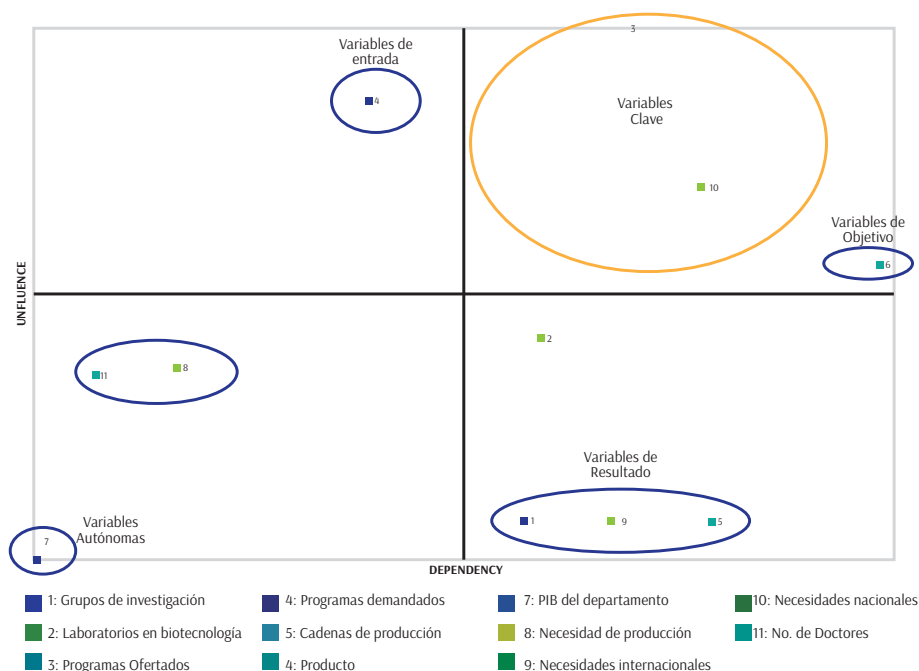 3
Variables de
entrada
4
Variables
Clave
10
Variables de
Objetivo
6
UNFLUENCE
2
8
11
Variables de
Resultado
1
9
5
Variables
Autónomas
7
DEPENDENCY
1: Grupos de investigación
4: Programas demandados
7: PIB del departamento
10: Necesidades nacionales
2: Laboratorios en biotecnología
5: Cadenas de producción
8: Necesidad de producción
11: No. de Doctores
3: Programas Ofertados
4: Producto
9: Necesidades internacionales